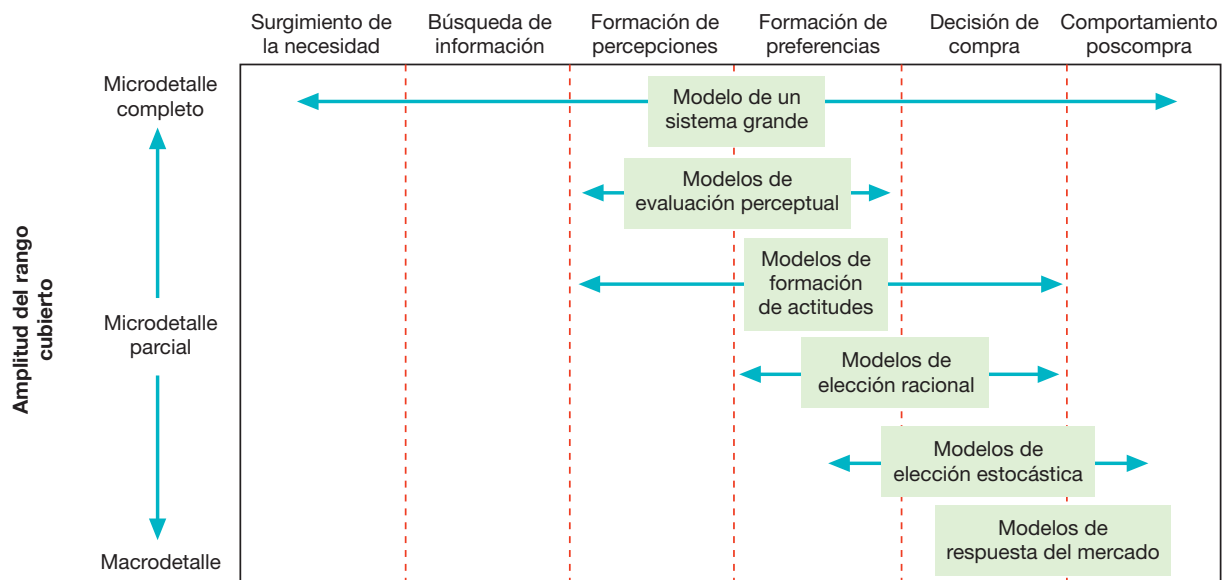 Surgimiento de
la necesidad
Búsqueda de
información
Formación de
percepciones
Formación de
preferencias
Decisión de
compra
Comportamiento
poscompra
Amplitud del rango
cubierto
Microdetalle
completo
Microdetalle
parcial
Macrodetalle
Modelo de un
sistema grande
Modelos de
evaluación perceptual
Modelos de
formación
de actitudes
Modelos de
elección racional
Modelos de
elección estocástica
Modelos de
respuesta del mercado